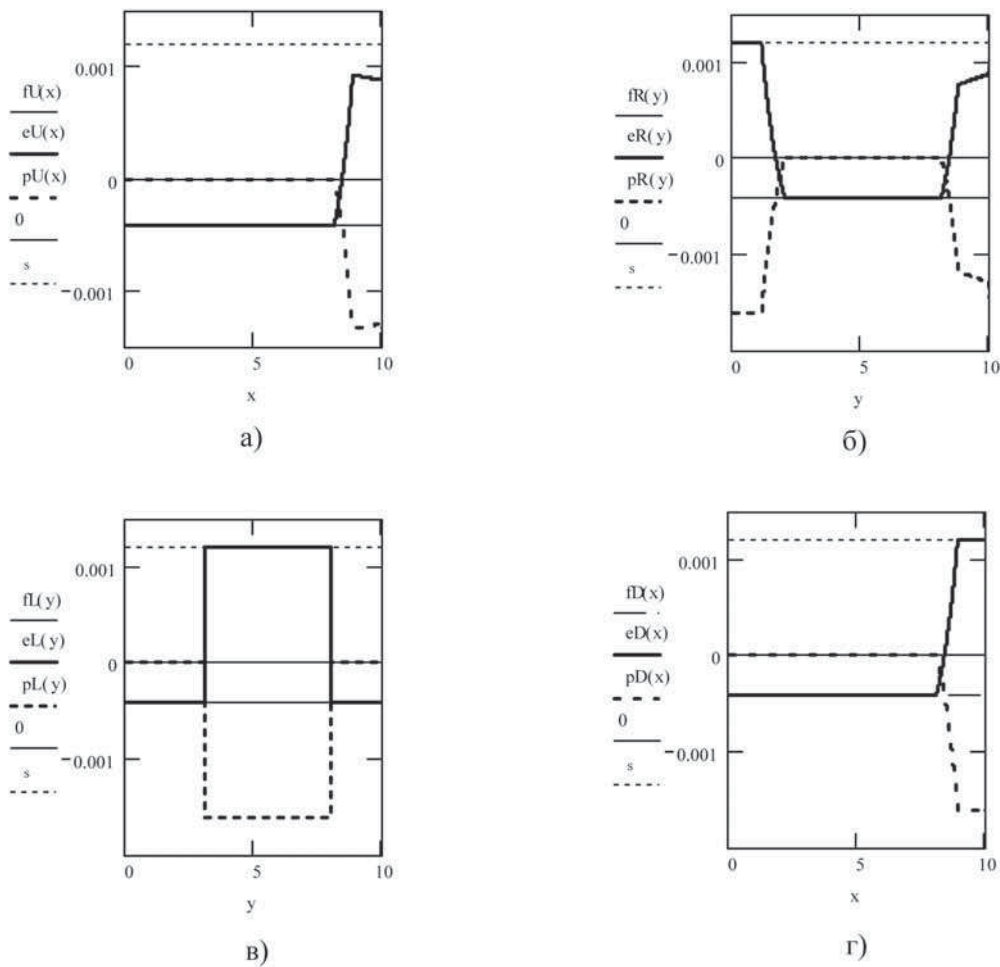 0.001
fU(x)
eU(x)
0
pU(x)
0
−0.001
s
0 5 10
x
а)
0.001
fR(y)
eR(y)
0
pR(y)
0
−0.001
s
0 5 10
y
б)
0.001
fL(y)
eL(y)
0
pL(y)
0
−0.001
s
0 5 10
y
в)
0.001
fD(x)
eD(x)
0
pD(x)
0
−0.001
s
0 5 10
x
г)